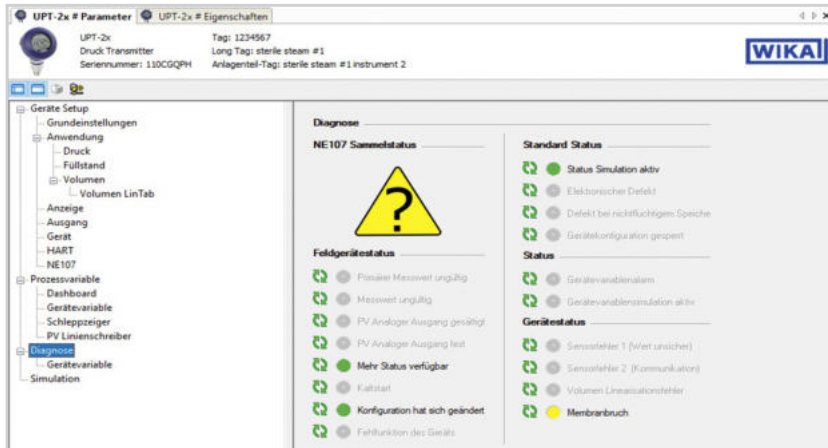 UPT-2x # Parameter
UPT-2x # Eigenschaften
UPT-2x
Druck Transmitter
Seriennummer: 110CGQPH
Tag: 1234567
Long Tag: sterile steam #1
Anlagenteil-Tag: sterile steam #1 instrument 2
WIKA
Geräte Setup
Grundeinstellungen
Anwendung
Druck
Füllstand
Volumen
Volumen LinTab
Anzeige
Ausgang
Gerät
HART
NE107
Prozessvariable
Dashboard
Gerätevariable
Schleppzeiger
PV Linienschreiber
Diagnose
Gerätevariable
Simulation
Diagnose
NE107 Sammelstatus
?
Feldgerätestatus
Primärer Messwert ungültig
Messwert ungültig
PV Analoger Ausgang gesättigt
PV Analoger Ausgang fest
Mehr Status verfügbar
Kaltstart
Konfiguration hat sich geändert
Fehlfunktion des Geräts
Standard Status
Status Simulation aktiv
Elektronischer Defekt
Defekt bei nichtflüchtigem Speiche
Gerätekonfiguration gesperrt
Status
Gerätevariablenalarm
Gerätevariablensimulation aktiv
Gerätestatus
Sensorfehler 1 (Wert unsicher)
Sensorfehler 2 (Kommunikation)
Volumen Linearisationsfehler
Membranbruch